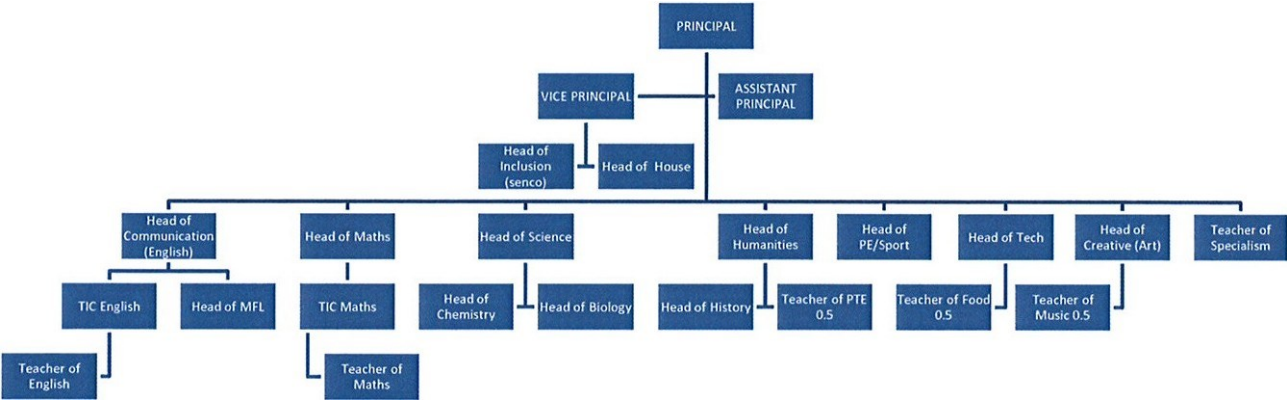 PRINCIPAL
VICE PRINCIPAL
ASSISTANT
PRINCIPAL
Head of
Inclusion
(senco)
Head of House
Head of
Communication
(English)
Head of Maths
Head of Science
Head of
Humanities
Head of
PE/Sport
Head of Tech
Head of
Creative (Art)
Teacher of
Specialism
TIC English
Head of MFL
TIC Maths
Head of
Chemistry
Head of Biology
Head of History
Teacher of PTE
0.5
Teacher of Food
0.5
Teacher of
Music 0.5
Teacher of
English
Teacher of
Maths